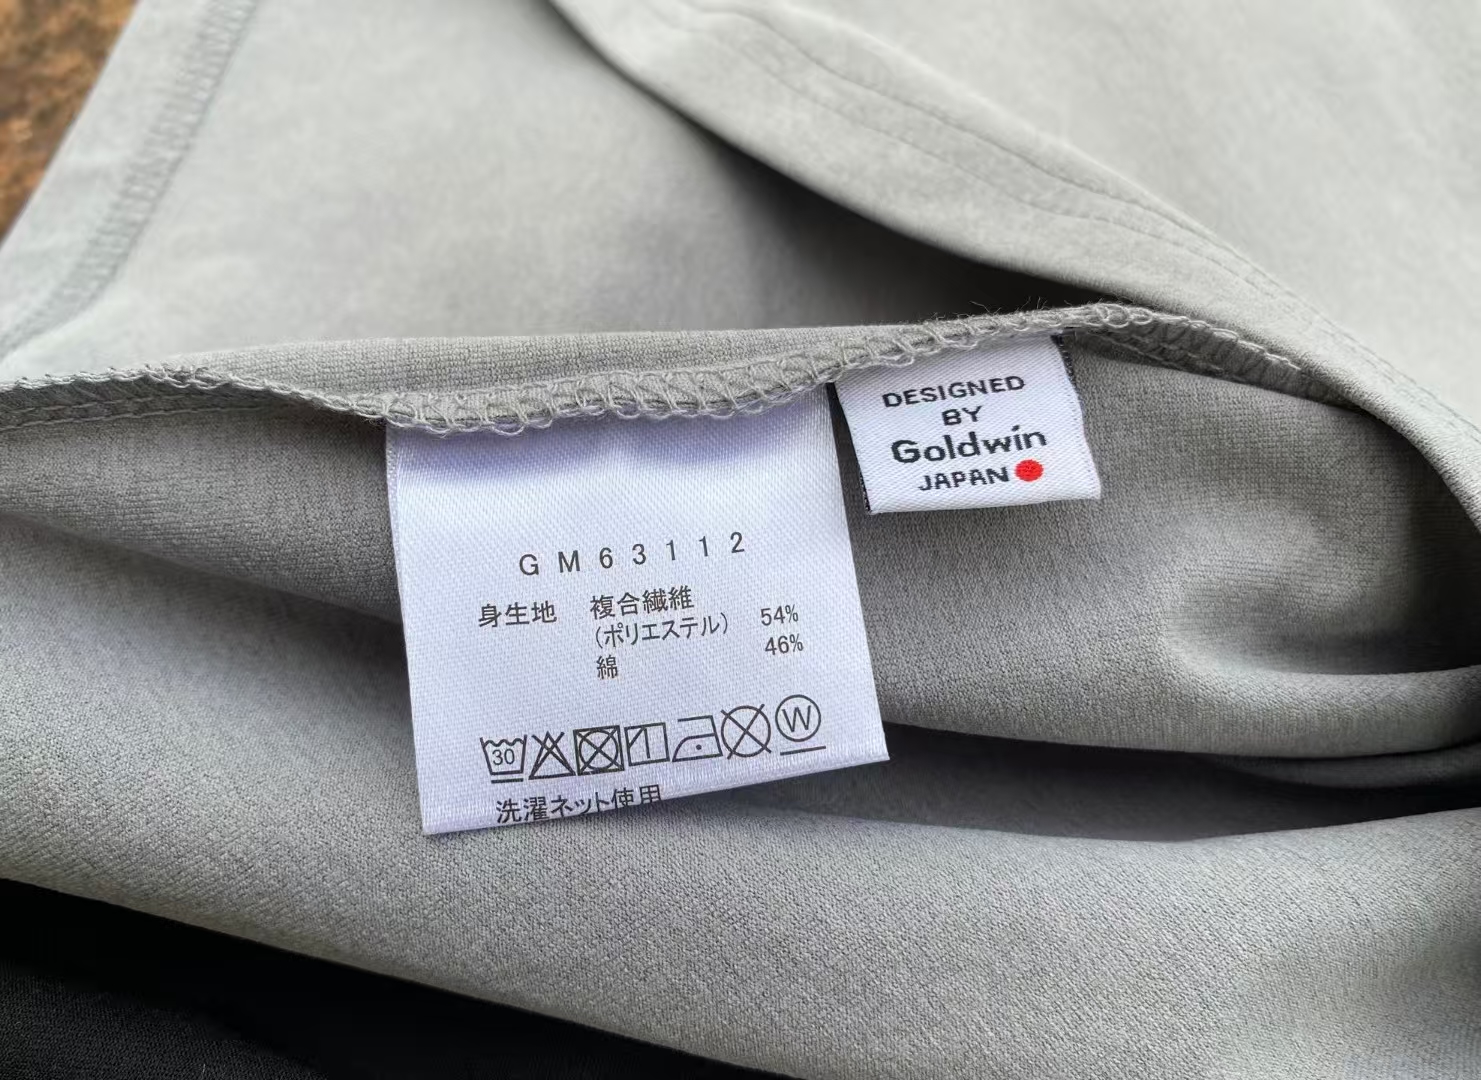 GM63112
身生地 複合繊維
(ポリエステル) 54%
綿 46%
30 W
洗濯ネット使用
DESIGNED
BY
Goldwin
JAPAN